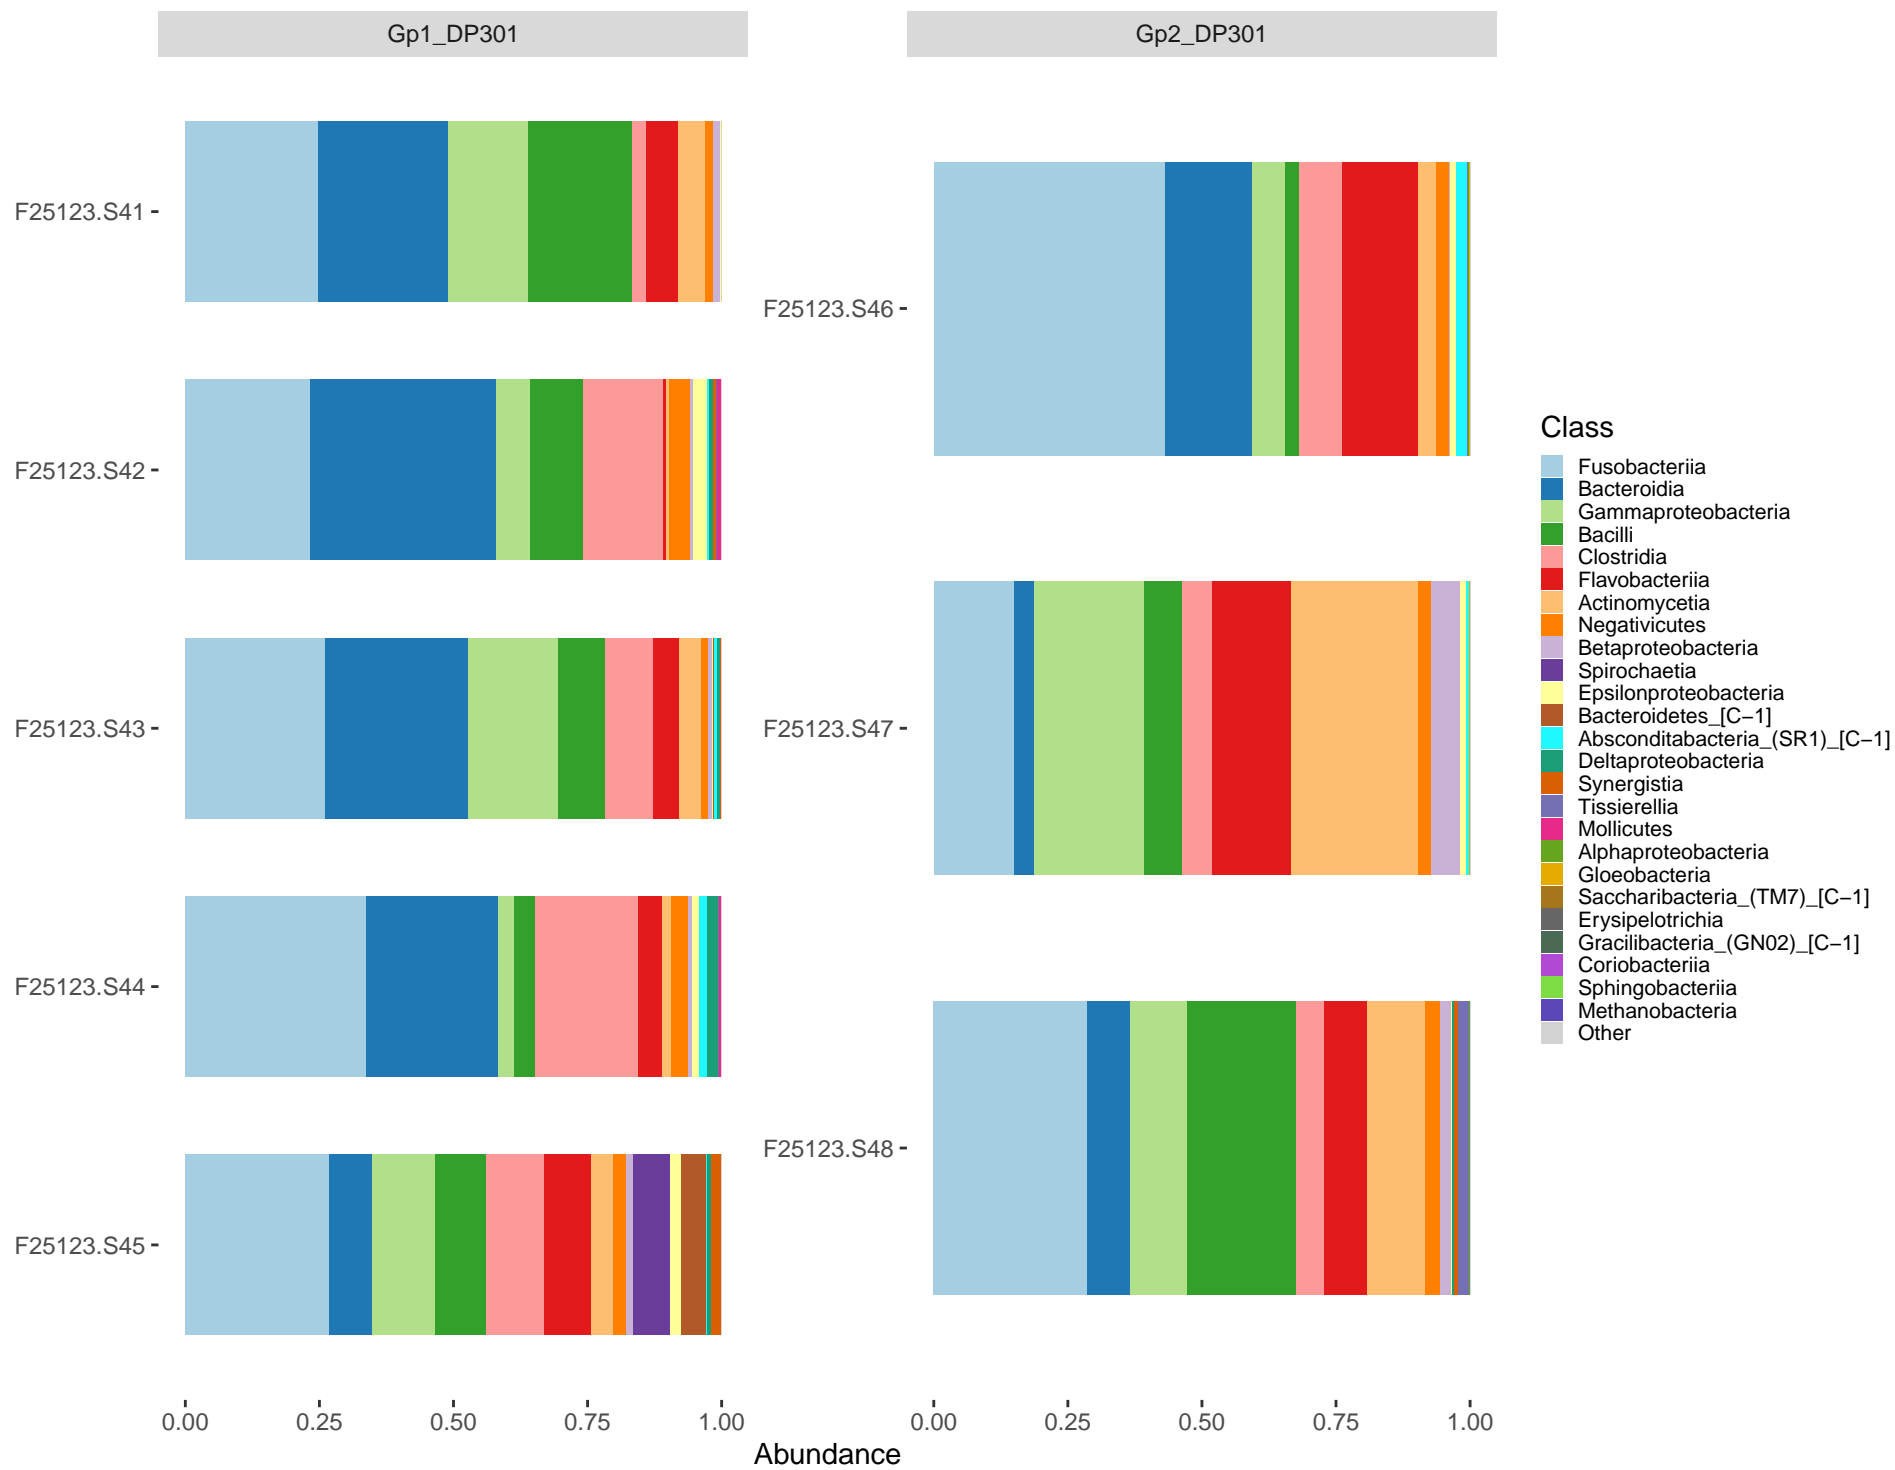 Gp1_DP301
Gp2_DP301
F25123.S41
F25123.S42
F25123.S43
F25123.S44
F25123.S45
F25123.S46
F25123.S47
F25123.S48
0.00 0.25 0.50 0.75 1.00
0.00 0.25 0.50 0.75 1.00
Abundance
Class
Fusobacteriia
Bacteroidia
Gammaproteobacteria
Bacilli
Clostridia
Flavobacteriia
Actinomycetia
Negativicutes
Betaproteobacteria
Spirochaetia
Epsilonproteobacteria
Bacteroidetes_[C−1]
Absconditabacteria_(SR1)_[C−1]
Deltaproteobacteria
Synergistia
Tissierellia
Mollicutes
Alphaproteobacteria
Gloeobacteria
Saccharibacteria_(TM7)_[C−1]
Erysipelotrichia
Gracilibacteria_(GN02)_[C−1]
Coriobacteriia
Sphingobacteriia
Methanobacteria
Other